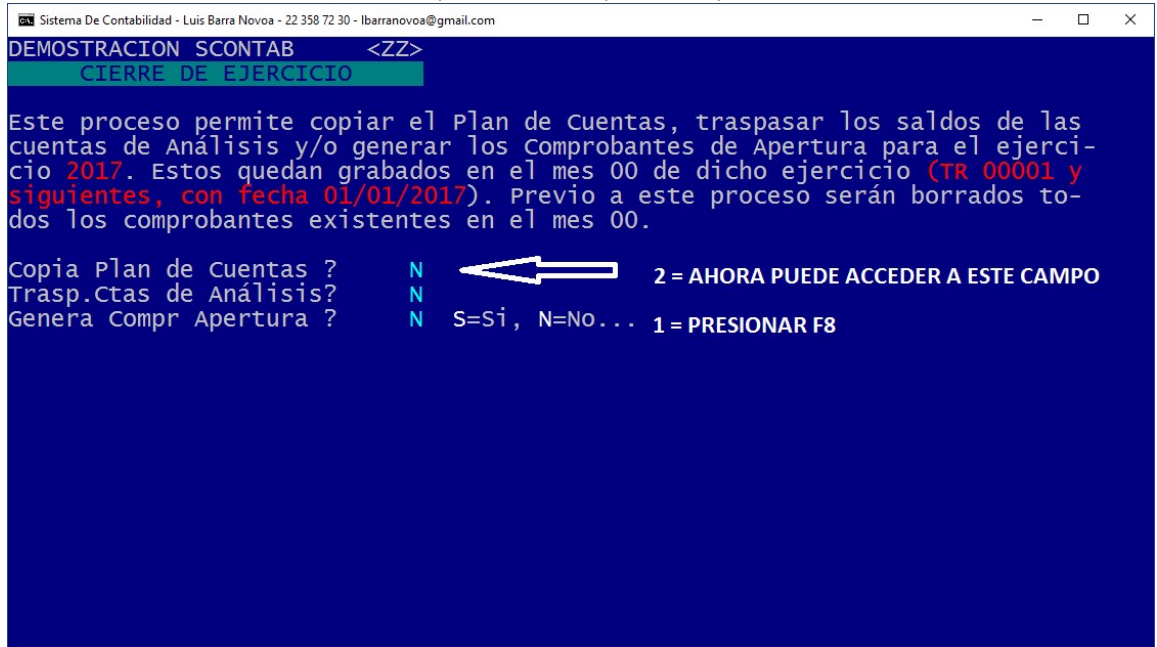 Sistema De Contabilidad - Luis Barra Novoa - 22 358 72 30 - lbarranovoa@gmail.com
DEMOSTRACION SCONTAB <ZZ>
CIERRE DE EJERCICIO
Este proceso permite copiar el Plan de Cuentas, traspasar los saldos de las
cuentas de Análisis y/o generar los Comprobantes de Apertura para el ejerci-
cio 2017. Estos quedan grabados en el mes 00 de dicho ejercicio (TR 00001 y
siguientes, con fecha 01/01/2017). Previo a este proceso serán borrados to-
dos los comprobantes existentes en el mes 00.
Copia Plan de Cuentas ? N 2 = AHORA PUEDE ACCEDER A ESTE CAMPO
Trasp.Ctas de Análisis? N
Genera Compr Apertura ? N S=Si, N=No... 1 = PRESIONAR F8